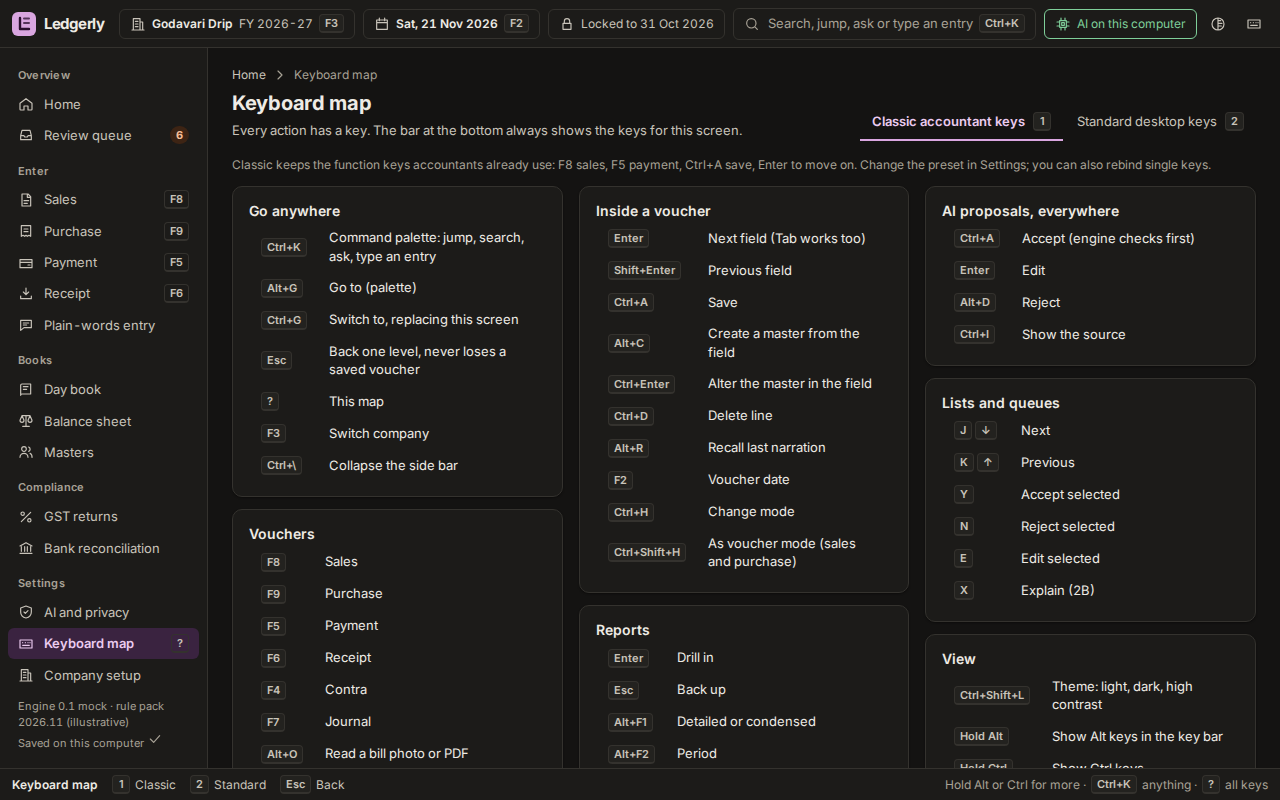 Ledgerly
Godavari Drip FY 2026-27 F3
Sat, 21 Nov 2026 F2
Locked to 31 Oct 2026
Search, jump, ask or type an entry Ctrl+K
AI on this computer
Overview
Home
Review queue 6
Enter
Sales F8
Purchase F9
Payment F5
Receipt F6
Plain-words entry
Books
Day book
Balance sheet
Masters
Compliance
GST returns
Bank reconciliation
Settings
AI and privacy
Keyboard map ?
Company setup
Engine 0.1 mock · rule pack
2026.11 (illustrative)
Saved on this computer
Home > Keyboard map
Keyboard map
Every action has a key. The bar at the bottom always shows the keys for this screen.
Classic accountant keys 1
Standard desktop keys 2
Classic keeps the function keys accountants already use: F8 sales, F5 payment, Ctrl+A save, Enter to move on. Change the preset in Settings; you can also rebind single keys.
Go anywhere
Ctrl+K Command palette: jump, search,
ask, type an entry
Alt+G Go to (palette)
Ctrl+G Switch to, replacing this screen
Esc Back one level, never loses a
saved voucher
? This map
F3 Switch company
Ctrl+\ Collapse the side bar
Vouchers
F8 Sales
F9 Purchase
F5 Payment
F6 Receipt
F4 Contra
F7 Journal
Alt+O Read a bill photo or PDF
Inside a voucher
Enter Next field (Tab works too)
Shift+Enter Previous field
Ctrl+A Save
Alt+C Create a master from the
field
Ctrl+Enter Alter the master in the field
Ctrl+D Delete line
Alt+R Recall last narration
F2 Voucher date
Ctrl+H Change mode
Ctrl+Shift+H As voucher mode (sales
and purchase)
Reports
Enter Drill in
Esc Back up
Alt+F1 Detailed or condensed
Alt+F2 Period
AI proposals, everywhere
Ctrl+A Accept (engine checks first)
Enter Edit
Alt+D Reject
Ctrl+I Show the source
Lists and queues
J ↓ Next
K ↑ Previous
Y Accept selected
N Reject selected
E Edit selected
X Explain (2B)
View
Ctrl+Shift+L Theme: light, dark, high
contrast
Hold Alt Show Alt keys in the key bar
Hold Ctrl Show Ctrl keys
Keyboard map 1 Classic 2 Standard Esc Back
Hold Alt or Ctrl for more · Ctrl+K anything · ? all keys